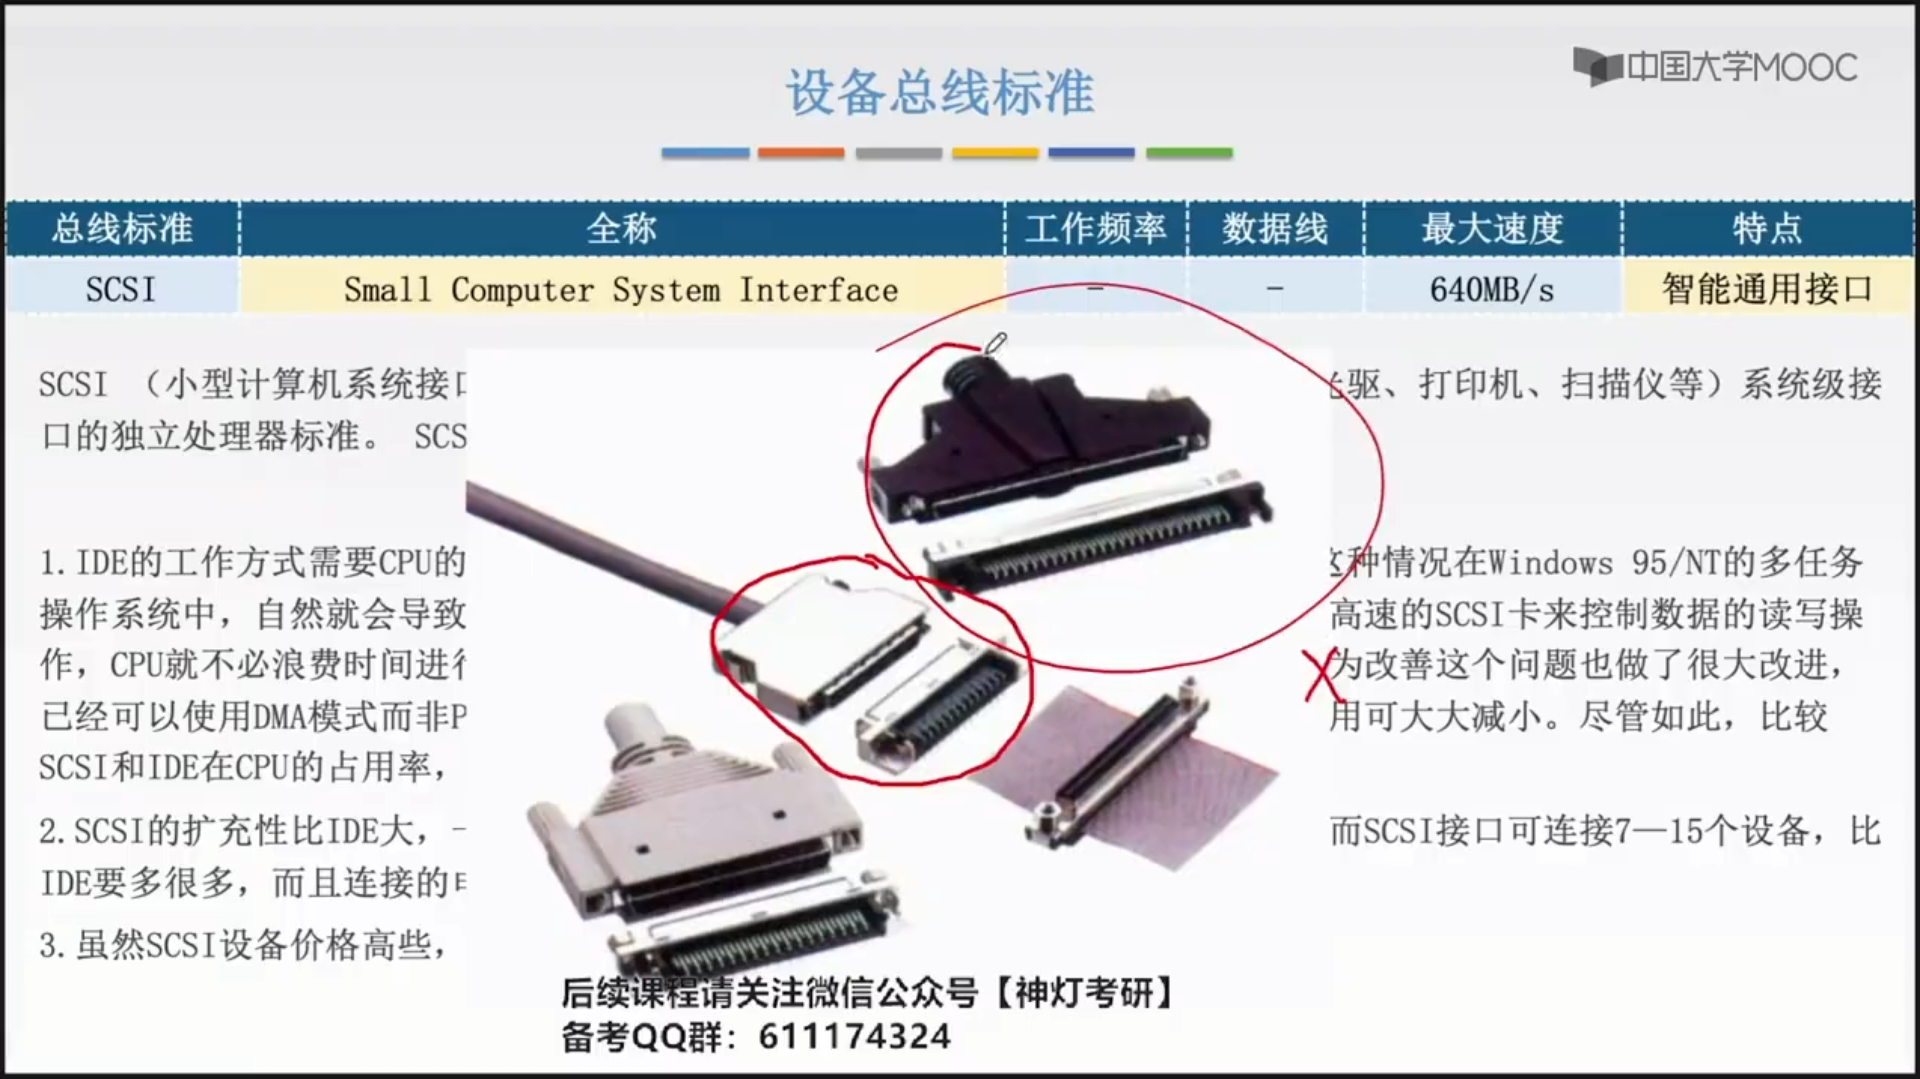 中国大学MOOC
设备总线标准
总线标准 全称 工作频率 数据线 最大速度 特点
SCSI Small Computer System Interface - - 640MB/s 智能通用接口
SCSI （小型计算机系统接口 驱、打印机、扫描仪等）系统级接
口的独立处理器标准。 SCS
1.IDE的工作方式需要CPU的 这种情况在Windows 95/NT的多任务
操作系统中，自然就会导致 高速的SCSI卡来控制数据的读写操
作，CPU就不必浪费时间进行 为改善这个问题也做了很大改进，
已经可以使用DMA模式而非P 用可大大减小。尽管如此，比较
SCSI和IDE在CPU的占用率，
2.SCSI的扩充性比IDE大，一 而SCSI接口可连接7—15个设备，比
IDE要多很多，而且连接的
3.虽然SCSI设备价格高些，
后续课程请关注微信公众号【神灯考研】
备考QQ群：611174324